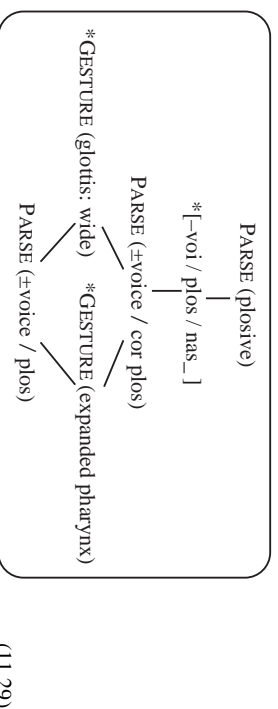 PARSE (plosive)
*[–voi / plos / nas_ ]
PARSE (±voice / cor plos)
*GESTURE (glottis: wide) *GESTURE (expanded pharynx)
PARSE (±voice / plos)
(11.29)